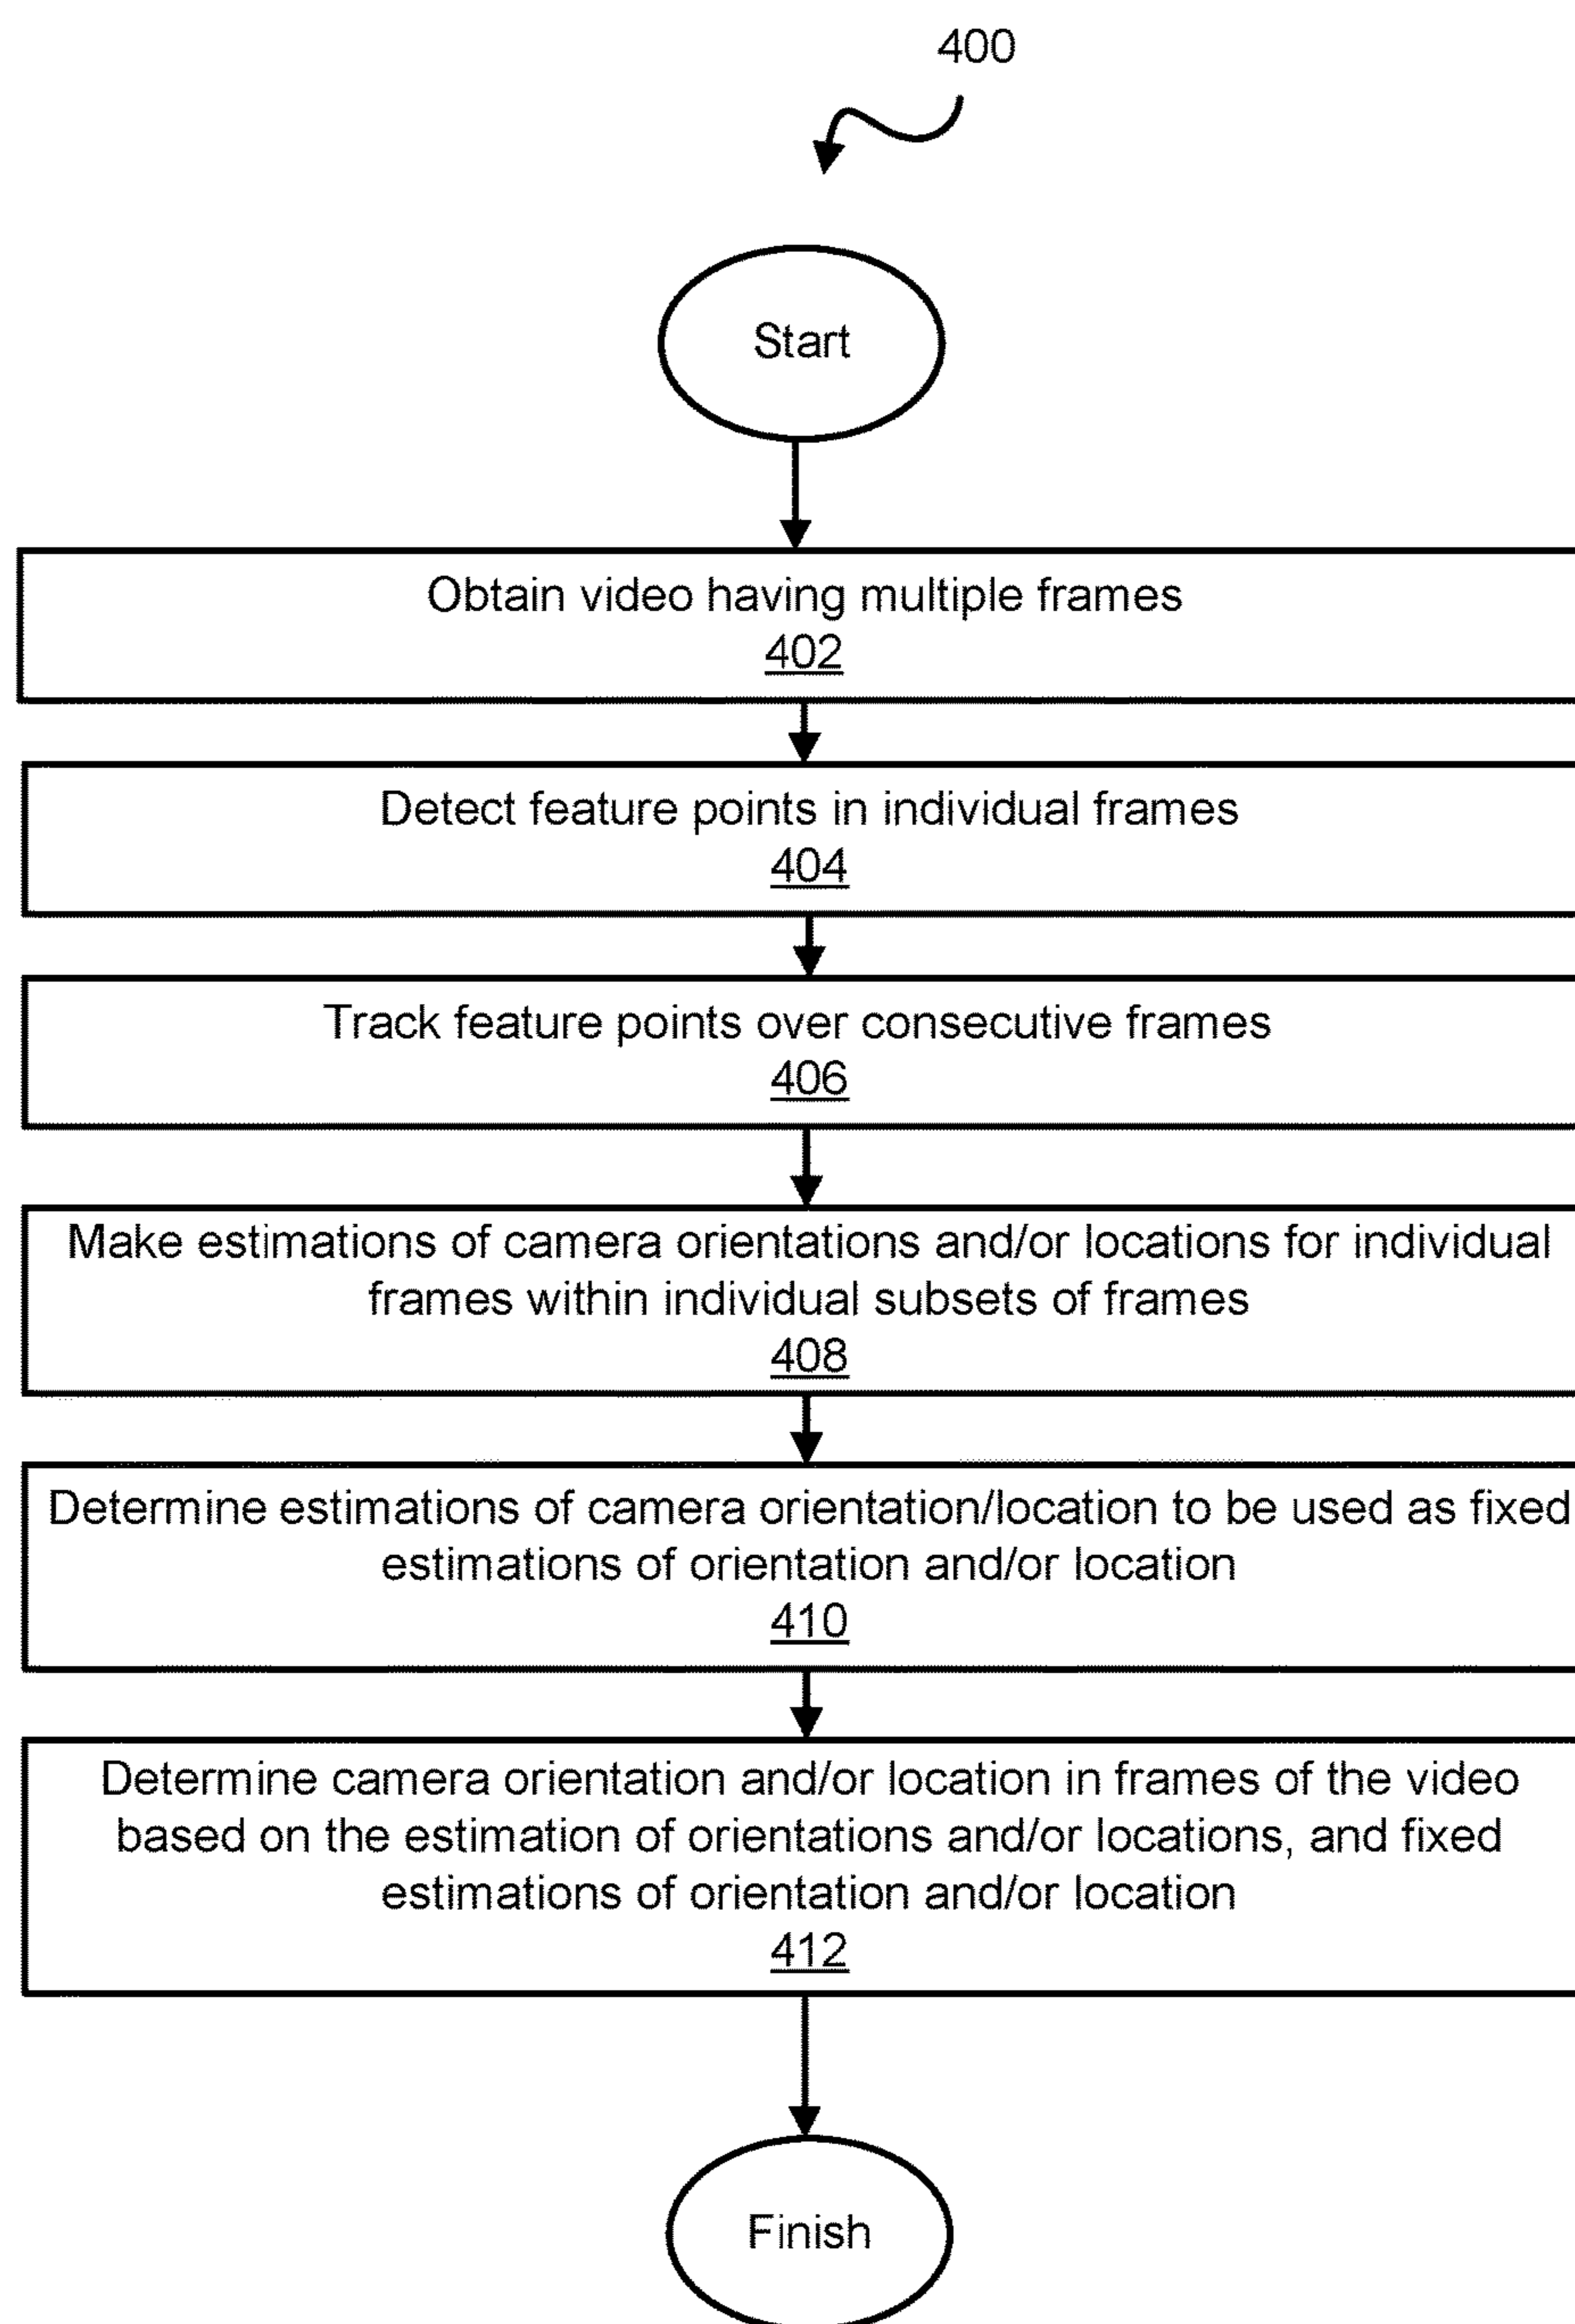 400
Start
Obtain video having multiple frames
402
Detect feature points in individual frames
404
Track feature points over consecutive frames
406
Make estimations of camera orientations and/or locations for individual
frames within individual subsets of frames
408
Determine estimations of camera orientation/location to be used as fixed
estimations of orientation and/or location
410
Determine camera orientation and/or location in frames of the video
based on the estimation of orientations and/or locations, and fixed
estimations of orientation and/or location
412
Finish